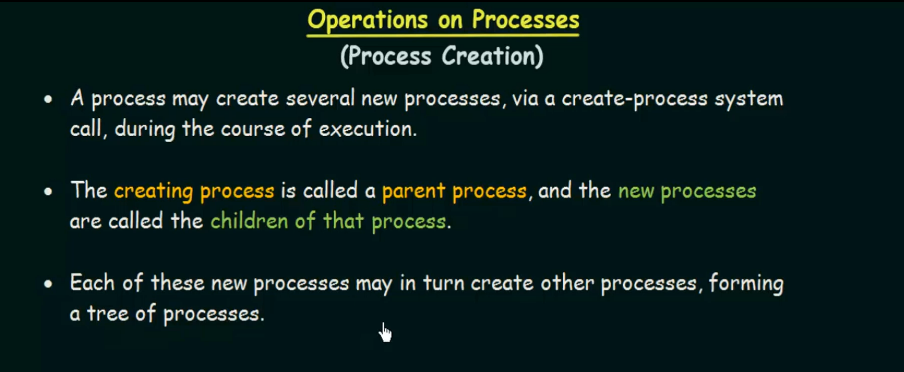 Operations on Processes
(Process Creation)
• A process may create several new processes, via a create-process system
call, during the course of execution.
• The creating process is called a parent process, and the new processes
are called the children of that process.
• Each of these new processes may in turn create other processes, forming
a tree of processes.